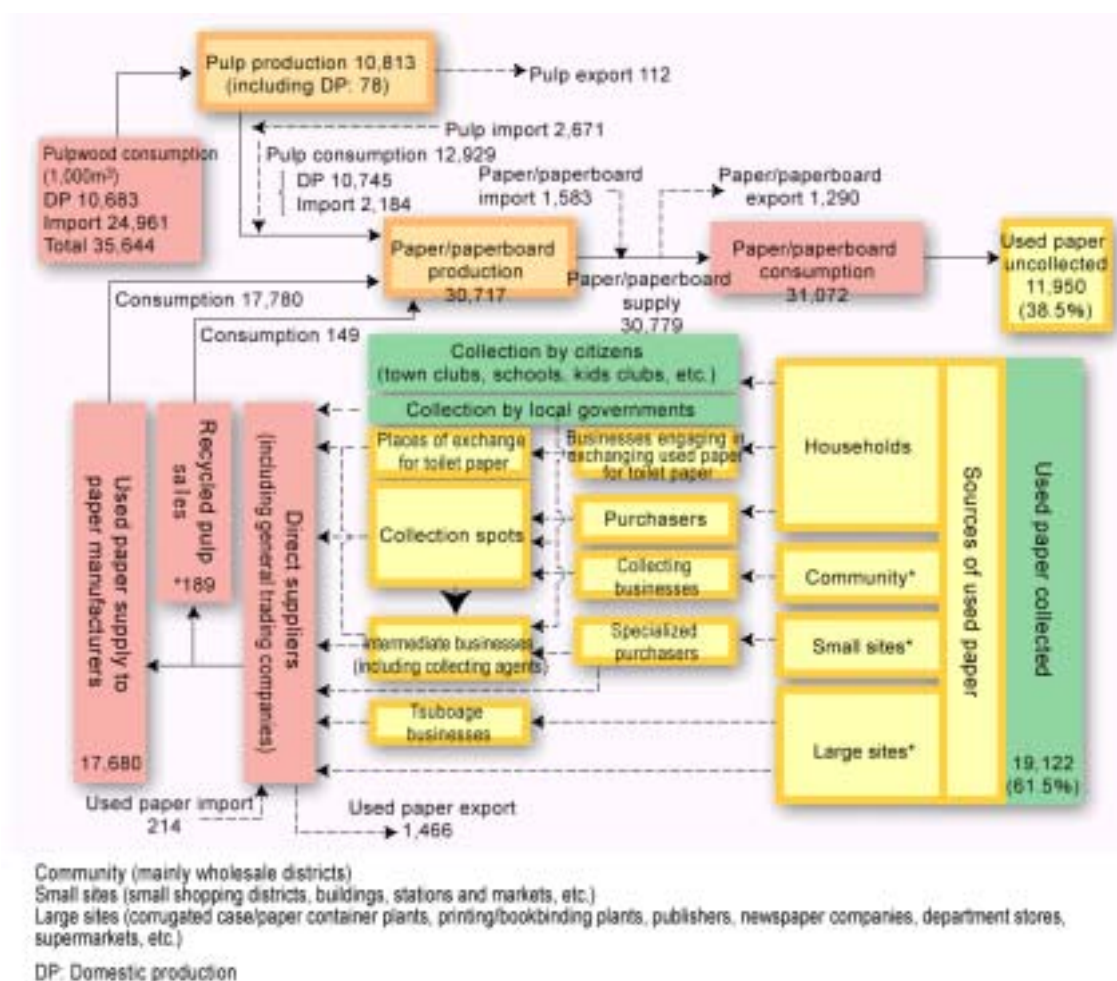 Pulp production 10,813
(including DP: 78)
Pulp export 112
Pulp import 2,671
Pulpwood consumption
(1,000m³)
DP 10,683
Import 24,961
Total 35,644
Pulp consumption 12,929
DP 10,745
Import 2,184
Paper/paperboard
import 1,583
Paper/paperboard
export 1,290
Paper/paperboard
production
30,717
Paper/paperboard
supply
30,779
Paper/paperboard
consumption
31,072
Used paper
uncollected
11,950
(38.5%)
Consumption 17,780
Consumption 149
Collection by citizens
(town clubs, schools, kids clubs, etc.)
Collection by local governments
Places of exchange
for toilet paper
Businesses engaging in
exchanging used paper
for toilet paper
Collection spots
Purchasers
Collecting
businesses
Intermediate businesses
(including collecting agents)
Specialized
purchasers
Tsuboage
businesses
Households
Community*
Small sites*
Large sites*
Sources of used paper
Used paper collected
19,122
(61.5%)
Used paper supply to
paper manufacturers
17,680
Recycled pulp
sales
*189
Direct suppliers
(including general trading companies)
Used paper import
214
Used paper export
1,466
Community (mainly wholesale districts)
Small sites (small shopping districts, buildings, stations and markets, etc.)
Large sites (corrugated case/paper container plants, printing/bookbinding plants, publishers, newspaper companies, department stores,
supermarkets, etc.)
DP: Domestic production